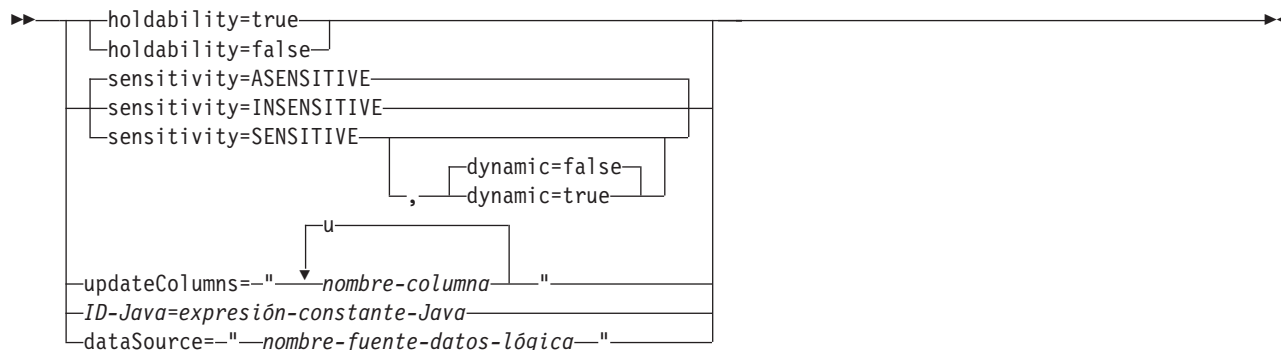 holdability=true
holdability=false
sensitivity=ASENSITIVE
sensitivity=INSENSITIVE
sensitivity=SENSITIVE
dynamic=false
, dynamic=true
u
updateColumns= " nombre-columna "
ID-Java=expresión-constante-Java
dataSource= " nombre-fuente-datos-lógica "